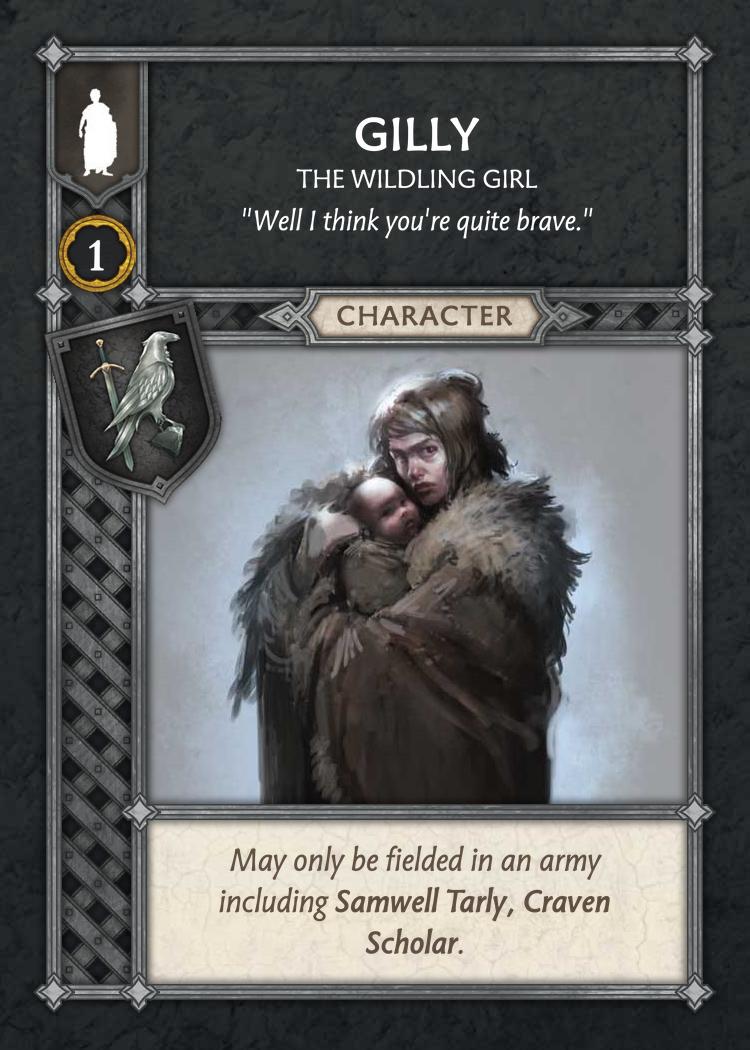 GILLY
THE WILDLING GIRL
"Well I think you're quite brave."
1
CHARACTER
May only be fielded in an army
including Samwell Tarly, Craven
Scholar.